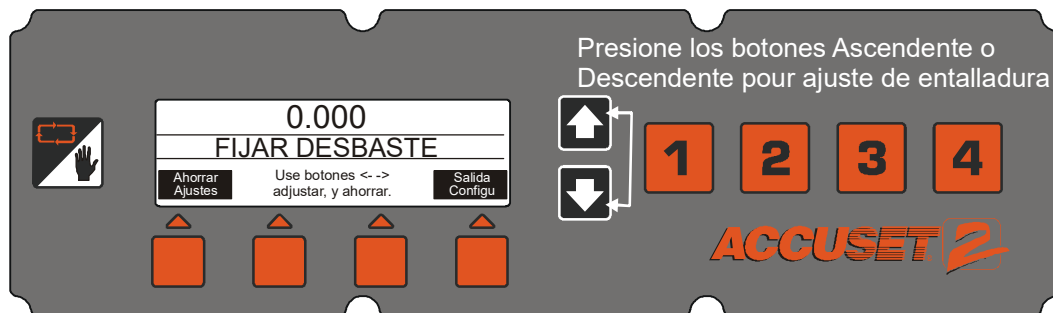 Presione los botones Ascendente o
Descendente pour ajuste de entalladura
0.000
FIJAR DESBASTE
Ahorrar
Ajustes
Use botones <- ->
adjustar, y ahorrar.
Salida
Configu
1 2 3 4
ACCUSET 2